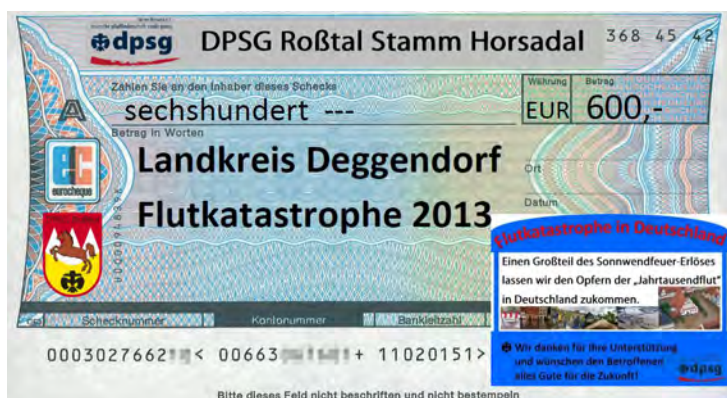 dpsg
DPSG Roßtal Stamm Horsadal
368 45 42
Zahlen Sie an den Inhaber dieses Schecks
Währung
Betrag
sechshundert ---
EUR
600,-
Betrag in Worten
eurocheque
Landkreis Deggendorf
Ort
Flutkatastrophe 2013
Datum
Flutkatastrophe in Deutschland
Einen Großteil des Sonnwendfeuer-Erlöses
lassen wir den Opfern der „Jahrtausendflut“
in Deutschland zukommen.
Wir danken für Ihre Unterstützung
und wünschen den Betroffenen
alles Gute für die Zukunft!
dpsg
Schecknummer
Kontonummer
Bankleitzahl
0003027662 < 00663 + 11020151>
Bitte dieses Feld nicht beschriften und nicht bestempeln